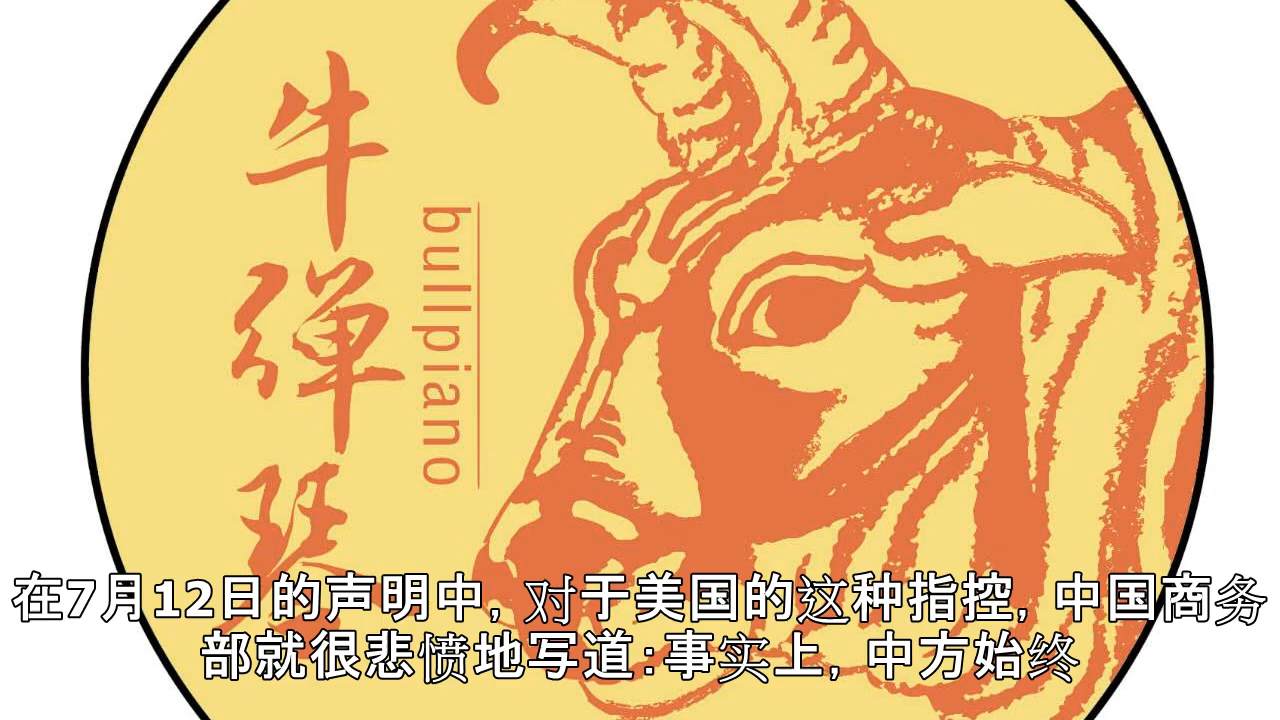 牛弹琴
bullpiano
在7月12日的声明中, 对于美国的这种指控, 中国商务
部就很悲愤地写道:事实上, 中方始终